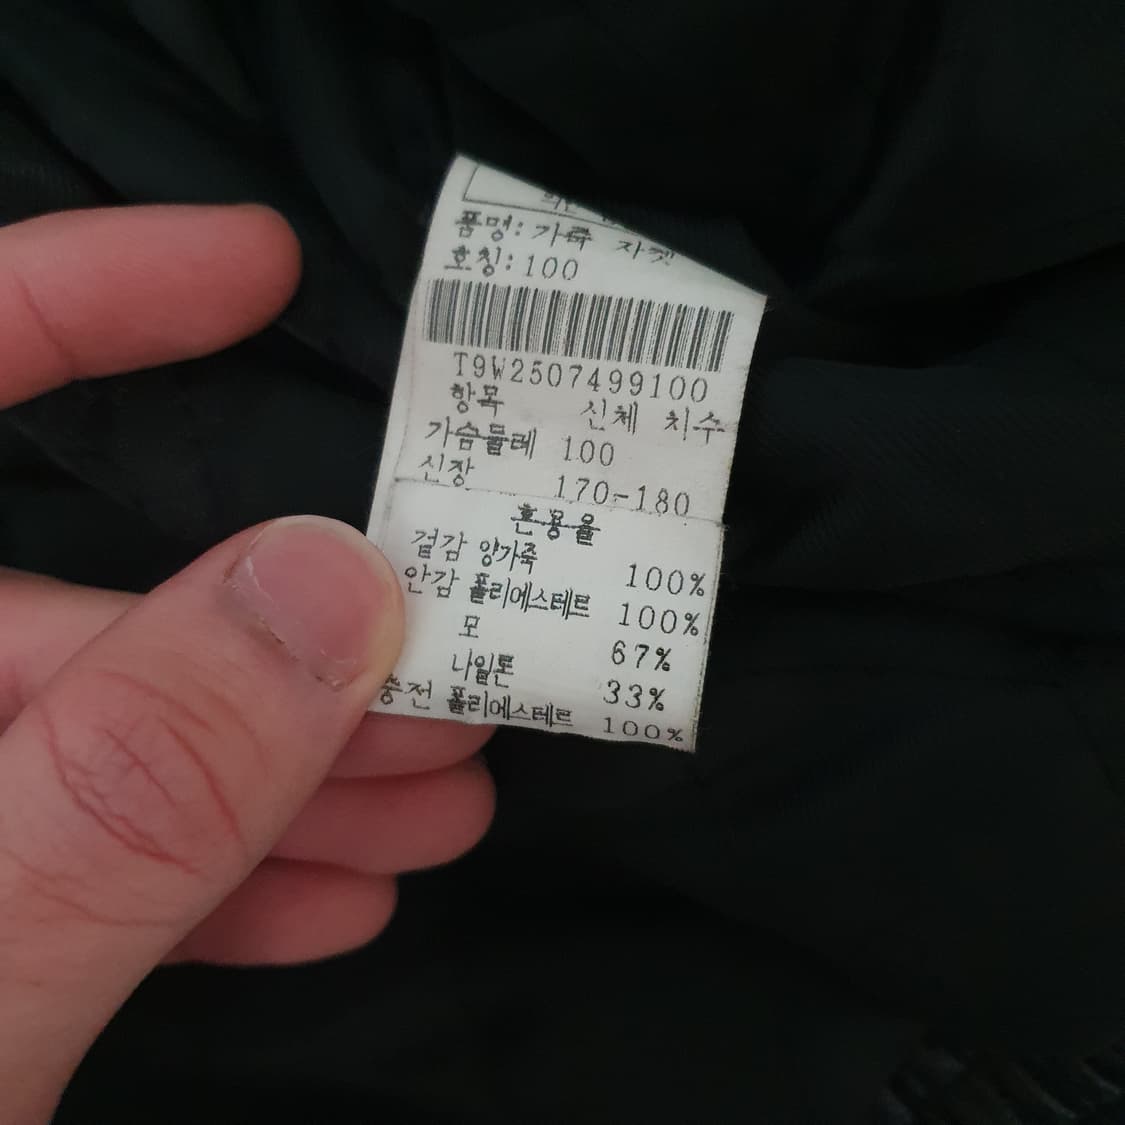 품명: 가죽 자켓
호칭: 100
T9W2507499100
항목 신체 치수
가슴둘레 100
신장 170-180
혼용율
겉감 양가죽 100%
안감 폴리에스테르 100%
모 67%
나일론 33%
충전 폴리에스테르 100%